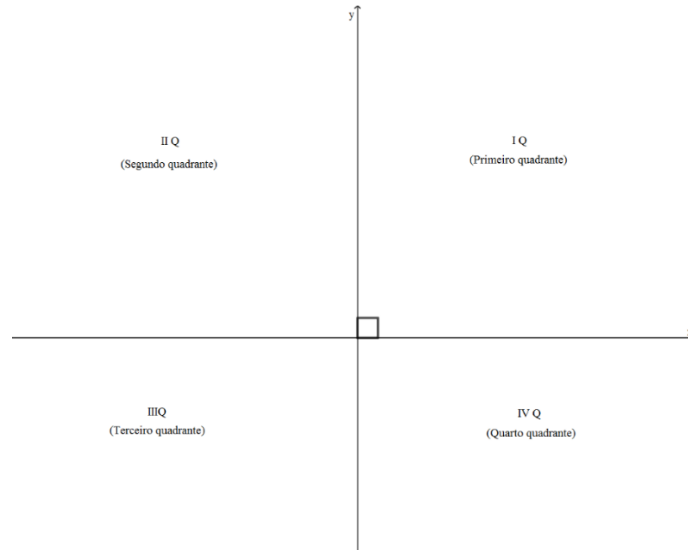 y
II Q
(Segundo quadrante)
I Q
(Primeiro quadrante)
IIIQ
(Terceiro quadrante)
IV Q
(Quarto quadrante)